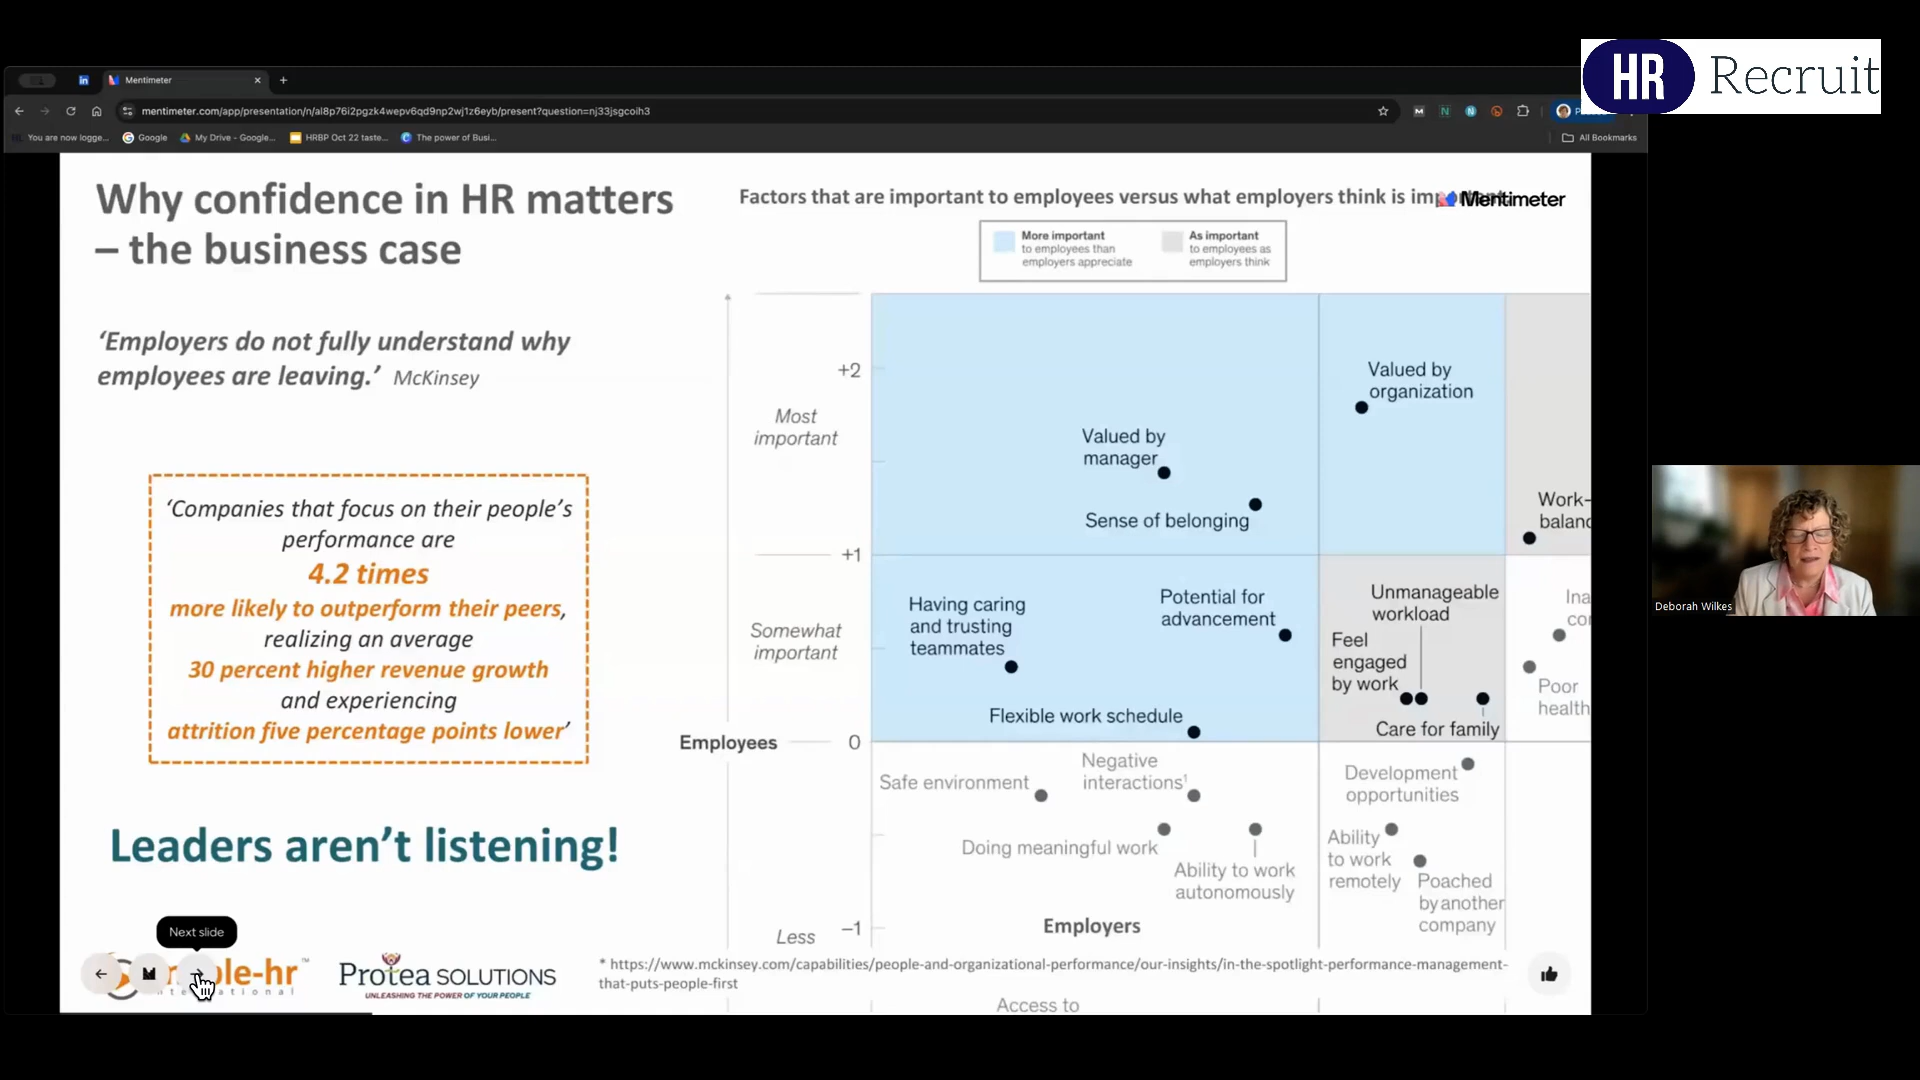 HR Recruit
Mentimeter
mentimeter.com/app/presentation/n/al8p76i2pgzk4wepv6qd9np2wj1z6eyb/present?question=nj33jsgcoih3
You are now logge...
Google
My Drive - Google...
HRBP Oct 22 taste...
The power of Busi...
All Bookmarks
Why confidence in HR matters
– the business case
‘Employers do not fully understand why
employees are leaving.’ McKinsey
‘Companies that focus on their people’s
performance are
4.2 times
more likely to outperform their peers,
realizing an average
30 percent higher revenue growth
and experiencing
attrition five percentage points lower’
Leaders aren’t listening!
Next slide
ple-hr
Protea SOLUTIONS
UNLEASHING THE POWER OF YOUR PEOPLE
Factors that are important to employees versus what employers think is
Mentimeter
More important
to employees than
employers appreciate
As important
to employees as
employers think
+2
Most
important
+1
Somewhat
important
Employees
0
Less
−1
Valued by
organization
Valued by
manager
Sense of belonging
Work-
balanc
Having caring
and trusting
teammates
Potential for
advancement
Flexible work schedule
Unmanageable
workload
Feel
engaged
by work
Care for family
Ina
co
Poor
health
Safe environment
Negative
interactions¹
Doing meaningful work
Ability to work
autonomously
Development
opportunities
Ability
to work
remotely
Poached
by another
company
Employers
* https://www.mckinsey.com/capabilities/people-and-organizational-performance/our-insights/in-the-spotlight-performance-management-
that-puts-people-first
Access to
Deborah Wilkes